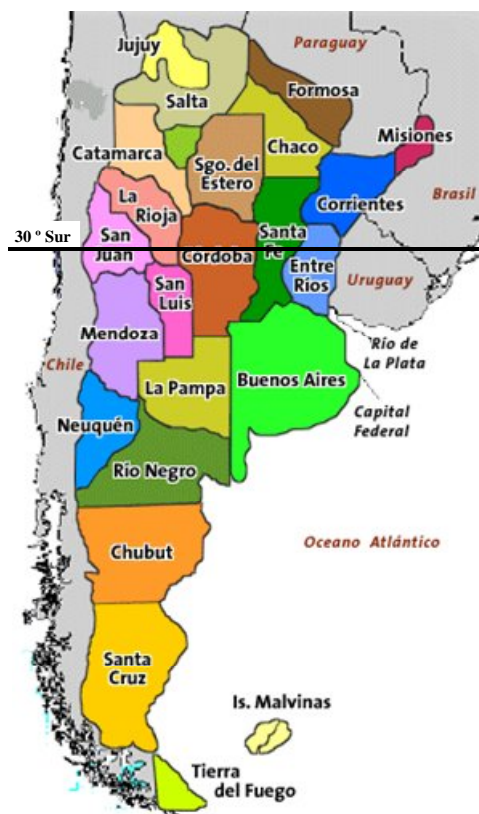 Jujuy
Paraguay
Formosa
Salta
Misiones
Chaco
Catamarca
Sgo. del
Estero
La
Rioja
Corrientes
Brasil
30 º Sur
San
Juan
Córdoba
Santa
Fe
Entre
Ríos
Uruguay
San
Luis
Mendoza
Río de
La Plata
Chile
La Pampa
Buenos Aires
Capital
Federal
Neuquén
Río Negro
Chubut
Oceano Atlántico
Santa
Cruz
Is. Malvinas
Tierra
del Fuego